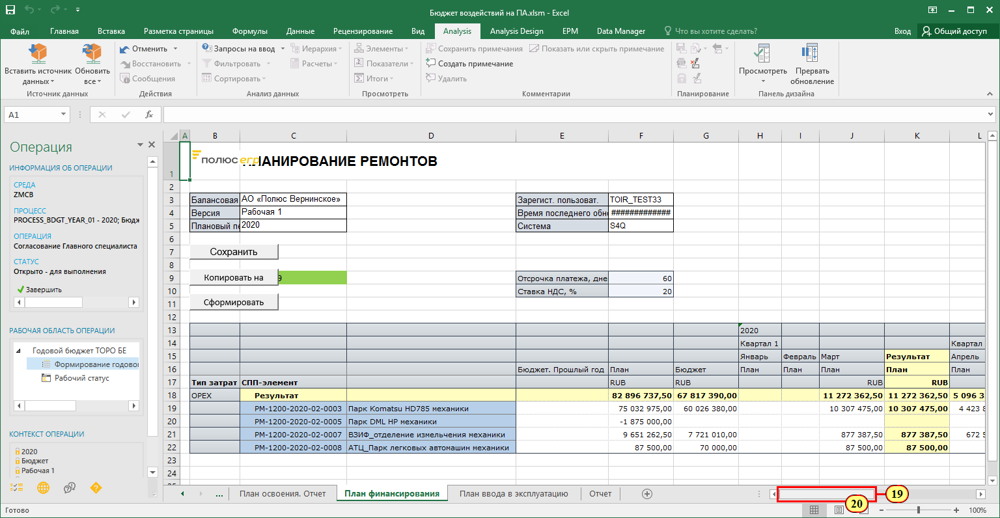 Бюджет воздействий на ПА.xlsm - Excel
Файл Главная Вставка Разметка страницы Формулы Данные Рецензирование Вид Analysis Analysis Design EPM Data Manager Что вы хотите сделать? Вход Общий доступ
Вставить источник данных Обновить все
Источник данных
Отменить
Восстановить
Сообщения
Действия
Запросы на ввод Иерархия
Фильтровать Расчеты
Сортировать
Анализ данных
Элементы
Показатели
Итоги
Просмотреть
Сохранить примечания Показать или скрыть примечание
Создать примечание
Удалить
Комментарии
Планирование
Просмотреть Прервать обновление
Панель дизайна
A1 fx
Операция
ИНФОРМАЦИЯ ОБ ОПЕРАЦИИ
СРЕДА
ZMCB
ПРОЦЕСС
PROCESS_BDGT_YEAR_01 - 2020; Бюдж
ОПЕРАЦИЯ
Согласование Главного специалиста
СТАТУС
Открыто - для выполнения
Завершить
РАБОЧАЯ ОБЛАСТЬ ОПЕРАЦИИ
Годовой бюджет ТОРО БЕ
Формирование годово
Рабочий статус
КОНТЕКСТ ОПЕРАЦИИ
2020
Бюджет
Рабочая 1
A B C D E F G H I J K L
1 ПОЛЮС erp ПЛАНИРОВАНИЕ РЕМОНТОВ
2
3 Балансовая АО «Полюс Вернинское» Зарегист. пользоват. TOIR_TEST33
4 Версия Рабочая 1 Время последнего обно #############
5 Плановый пе 2020 Система S4Q
6
7 Сохранить
8
9 Копировать на 9 Отсрочка платежа, дне 60
10 Ставка НДС, % 20
11 Сформировать
12
13 2020
14 Квартал 1 Квартал
15 Январь Февраль Март Результат Апрель
16 Бюджет. Прошлый год План Бюджет План План План План План
17 Тип затрат СПП-элемент RUB RUB RUB RUB
18 OPEX Результат 82 896 737,50 67 817 390,00 11 272 362,50 11 272 362,50 5 096 3
19 PM-1200-2020-02-0003 Парк Komatsu HD785 механики 75 032 975,00 60 026 380,00 10 307 475,00 10 307 475,00 4 423 8
20 PM-1200-2020-02-0005 Парк DML HP механики -1 875 000,00
21 PM-1200-2020-02-0007 ВЗИФ_отделение измельчения механики 9 651 262,50 7 721 010,00 877 387,50 877 387,50 672 5
22 PM-1200-2020-02-0008 АТЦ_Парк легковых автомашин механики 87 500,00 70 000,00 87 500,00 87 500,00
23
24
... План освоения. Отчет План финансирования План ввода в эксплуатацию Отчет 19
20
Готово 100%